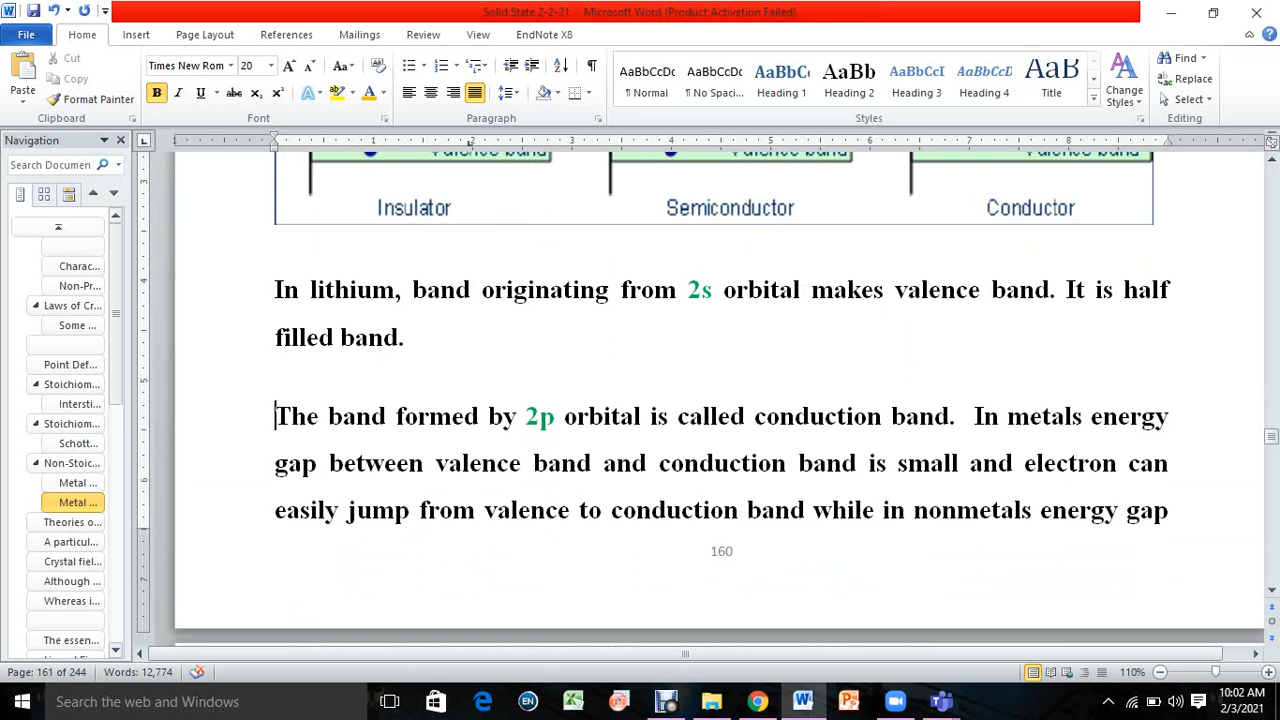 Solid State 2-2-21 - Microsoft Word (Product Activation Failed)
File Home Insert Page Layout References Mailings Review View EndNote X8
Paste
Cut
Copy
Format Painter
Clipboard
Times New Rom 20
Font
Paragraph
AaBbCcDc AaBbCcDc AaBbCc AaBb AaBbCcI AaBbCcI AaB
¶ Normal ¶ No Spaci... Heading 1 Heading 2 Heading 3 Heading 4 Title
Change
Styles
Styles
Find
Replace
Select
Editing
Navigation
Search Documen
Charac...
Non-Pr...
Laws of Cr...
Some ...
Point Def...
Stoichiom...
Intersti...
Stoichiom...
Schott...
Non-Stoic...
Metal ...
Metal ...
Theories o...
A particul...
Crystal fiel...
Although ...
Whereas i...
The essen...
Valence band Valence band Valence band
Insulator Semiconductor Conductor
In lithium, band originating from 2s orbital makes valence band. It is half
filled band.
The band formed by 2p orbital is called conduction band. In metals energy
gap between valence band and conduction band is small and electron can
easily jump from valence to conduction band while in nonmetals energy gap
160
Page: 161 of 244 Words: 12,774 110%
Search the web and Windows
10:02 AM
2/3/2021